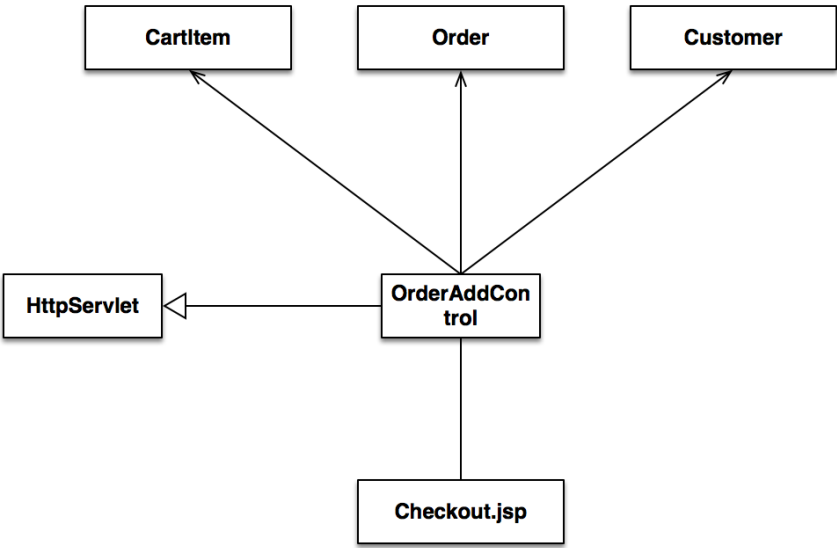 CartItem
Order
Customer
HttpServlet
OrderAddCon
trol
Checkout.jsp